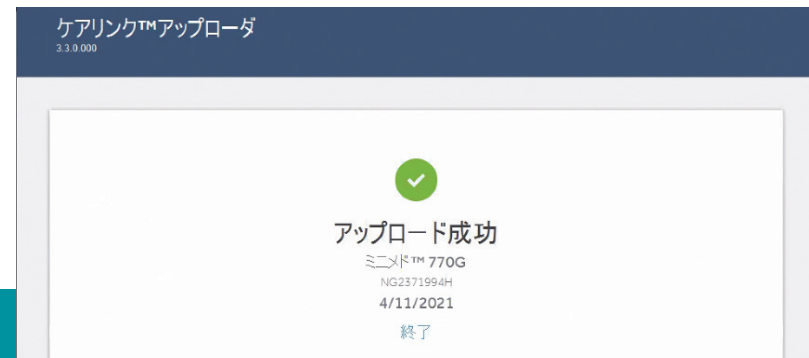 ケアリンク™アップローダ
3.3.0.000
アップロード成功
ミニメド™ 770G
NG2371994H
4/11/2021
終了